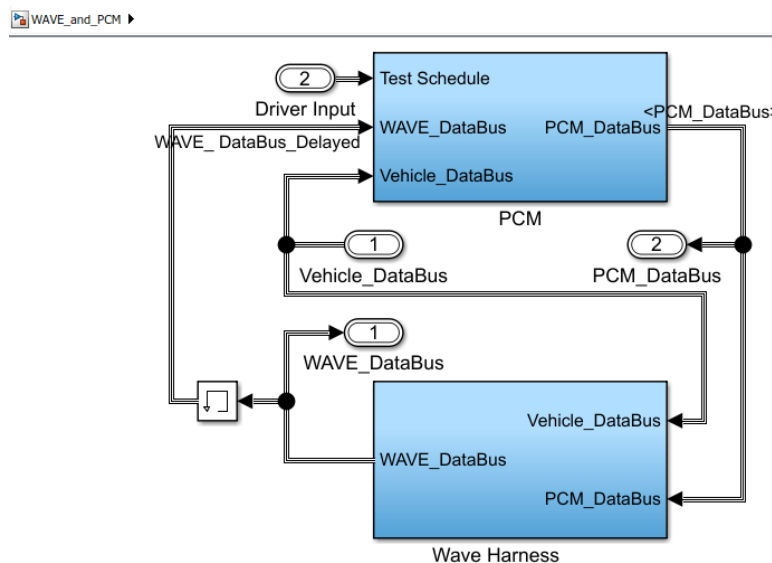 WAVE_and_PCM
2
Test Schedule
Driver Input
<PCM_DataBus>
WAVE_DataBus
PCM_DataBus
WAVE_ DataBus_Delayed
Vehicle_DataBus
PCM
1
2
Vehicle_DataBus
PCM_DataBus
1
WAVE_DataBus
Vehicle_DataBus
WAVE_DataBus
PCM_DataBus
Wave Harness